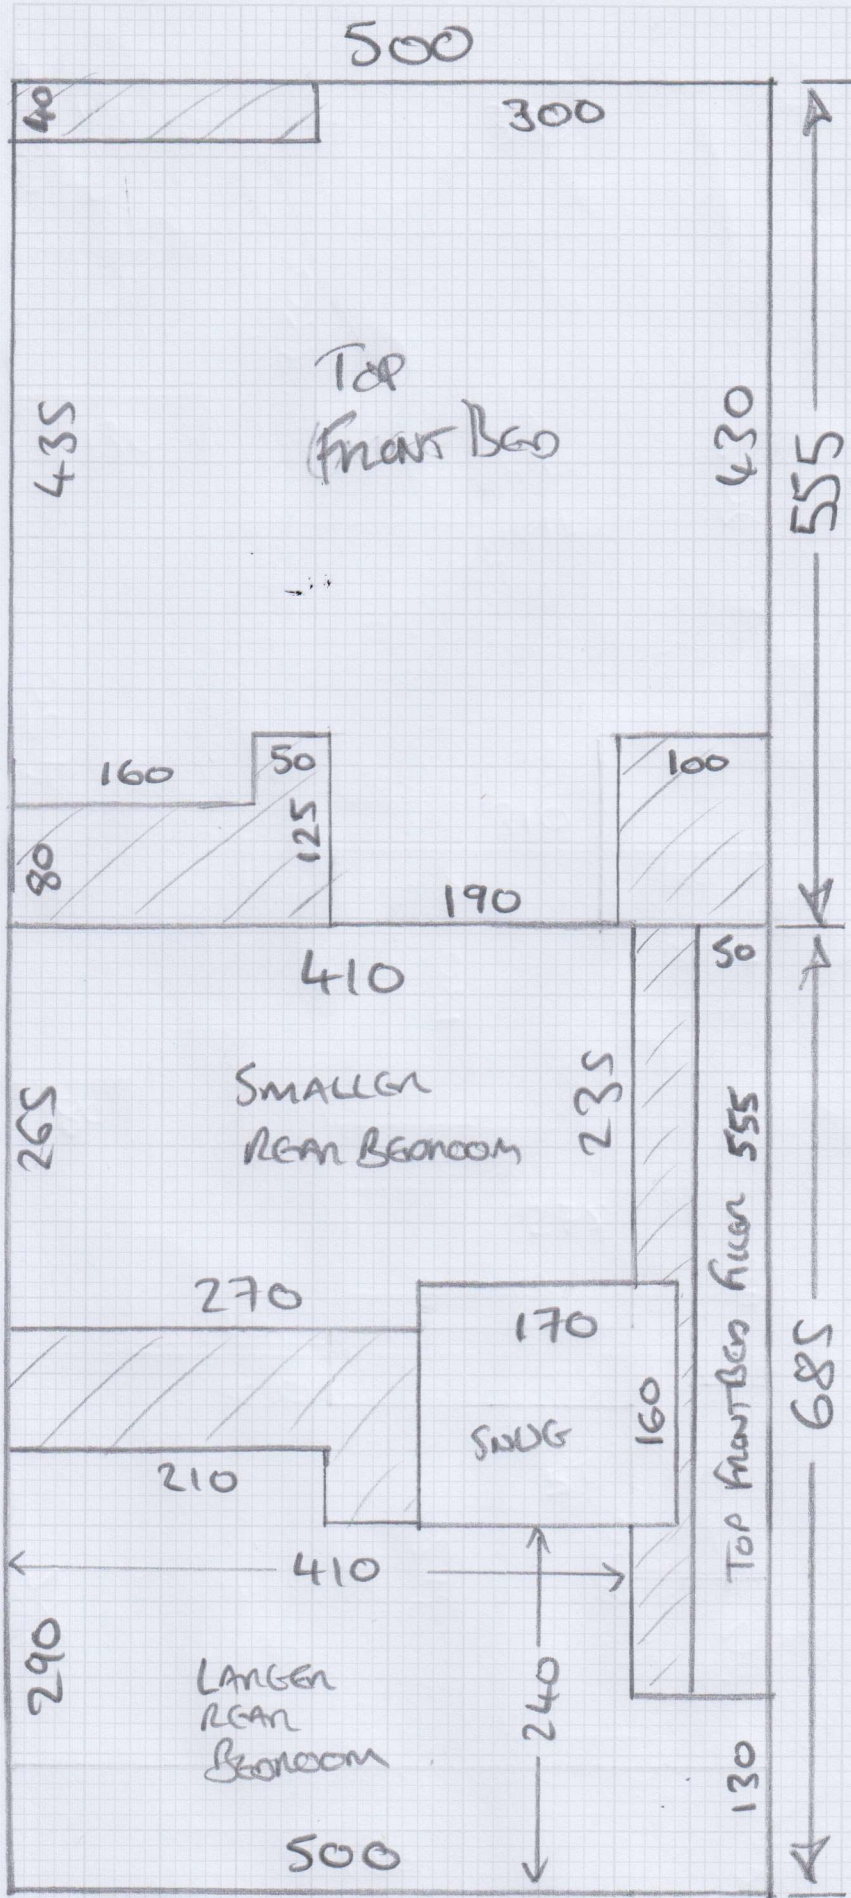 500
40
300
TOP
FRONT BED
435
430
555
160
50
100
125
80
190
410
50
SMALLER
REAR BEDROOM
265
235
TOP FRONT BED FILLER 555
270
170
685
SNUG
160
210
410
290
LARGER
REAR
BEDROOM
240
130
500